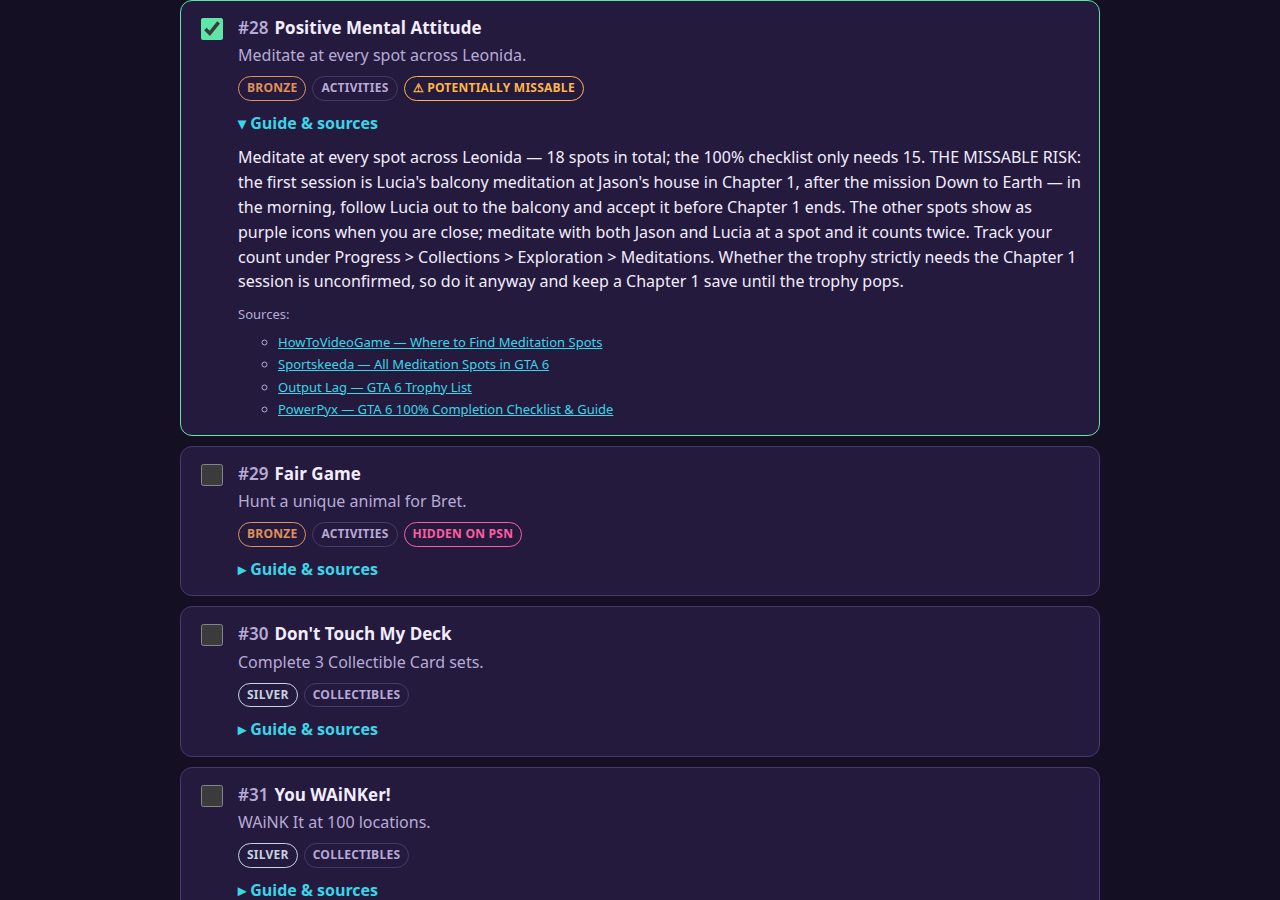 #28 Positive Mental Attitude
Meditate at every spot across Leonida.
BRONZE ACTIVITIES ⚠ POTENTIALLY MISSABLE
▾ Guide & sources
Meditate at every spot across Leonida — 18 spots in total; the 100% checklist only needs 15. THE MISSABLE RISK:
the first session is Lucia's balcony meditation at Jason's house in Chapter 1, after the mission Down to Earth — in
the morning, follow Lucia out to the balcony and accept it before Chapter 1 ends. The other spots show as
purple icons when you are close; meditate with both Jason and Lucia at a spot and it counts twice. Track your
count under Progress > Collections > Exploration > Meditations. Whether the trophy strictly needs the Chapter 1
session is unconfirmed, so do it anyway and keep a Chapter 1 save until the trophy pops.
Sources:
HowToVideoGame — Where to Find Meditation Spots
Sportskeeda — All Meditation Spots in GTA 6
Output Lag — GTA 6 Trophy List
PowerPyx — GTA 6 100% Completion Checklist & Guide
#29 Fair Game
Hunt a unique animal for Bret.
BRONZE ACTIVITIES HIDDEN ON PSN
▸ Guide & sources
#30 Don't Touch My Deck
Complete 3 Collectible Card sets.
SILVER COLLECTIBLES
▸ Guide & sources
#31 You WAiNKer!
WAiNK It at 100 locations.
SILVER COLLECTIBLES
▸ Guide & sources